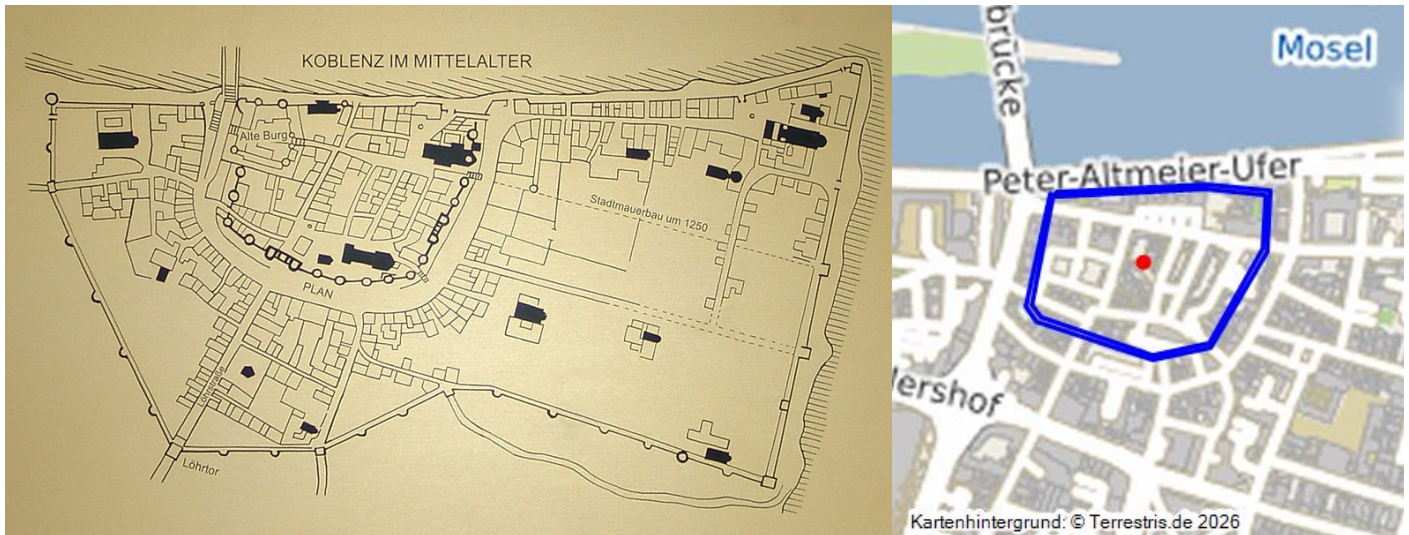 KOBLENZ IM MITTELALTER
Alte Burg
Stadtmauerbau um 1250
PLAN
Löhrstraße
Löhrtor
brücke
Mosel
Peter-Altmeier-Ufer
lershof
Kartenhintergrund: © Terrestris.de 2026